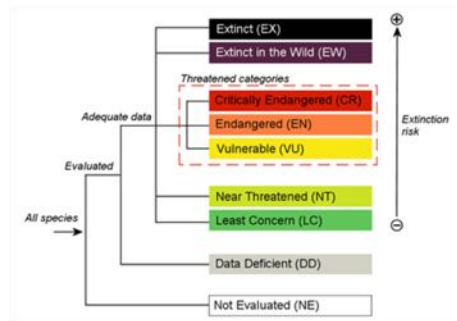 Extinct (EX)
Extinct in the Wild (EW)
Threatened categories
Critically Endangered (CR)
Adequate data
Endangered (EN)
Extinction
risk
Vulnerable (VU)
Evaluated
Near Threatened (NT)
All species
Least Concern (LC)
Data Deficient (DD)
Not Evaluated (NE)